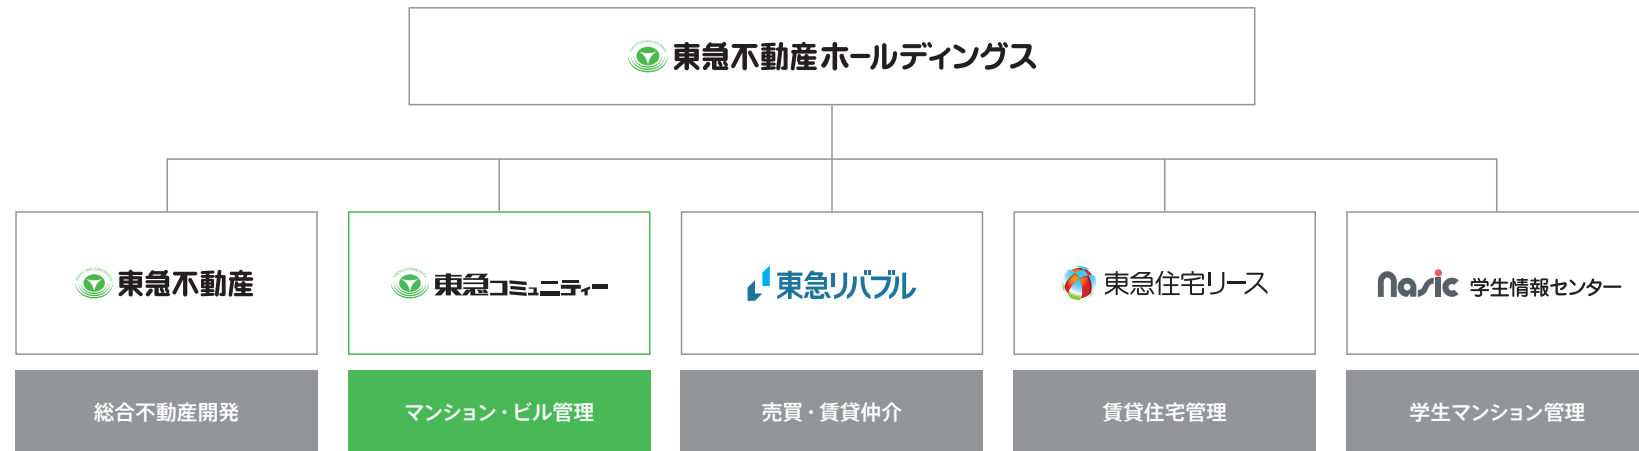 東急不動産ホールディングス
東急不動産
東急コミュニティー
東急リバブル
東急住宅リース
nasic 学生情報センター
総合不動産開発
マンション・ビル管理
売買・賃貸仲介
賃貸住宅管理
学生マンション管理